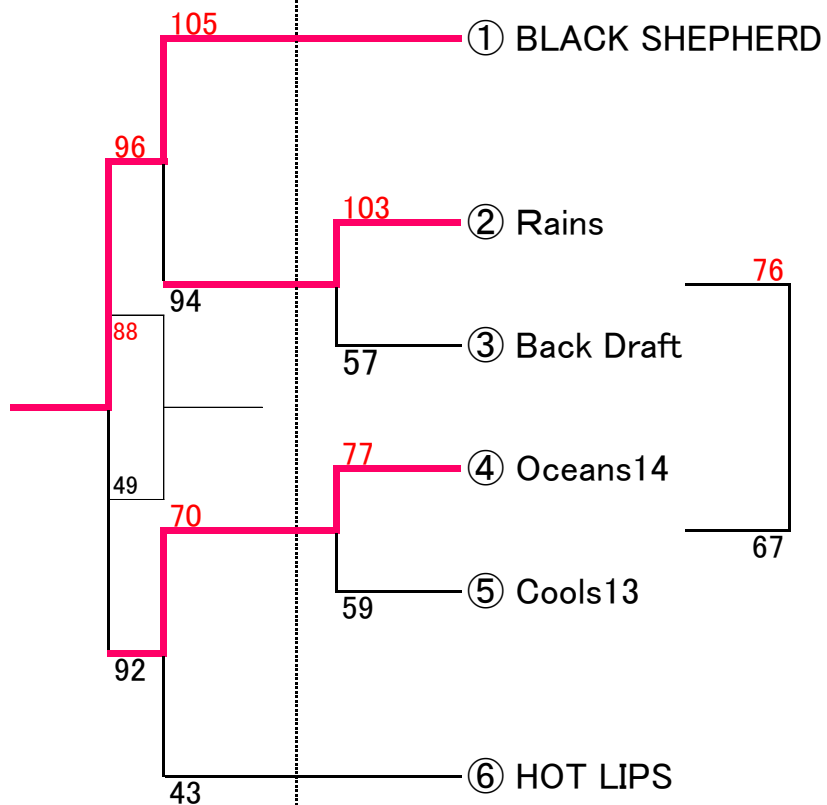 105
① BLACK SHEPHERD
96
103
② Rains
76
94
88
③ Back Draft
57
77
④ Oceans14
49
70
67
⑤ Cools13
59
92
⑥ HOT LIPS
43